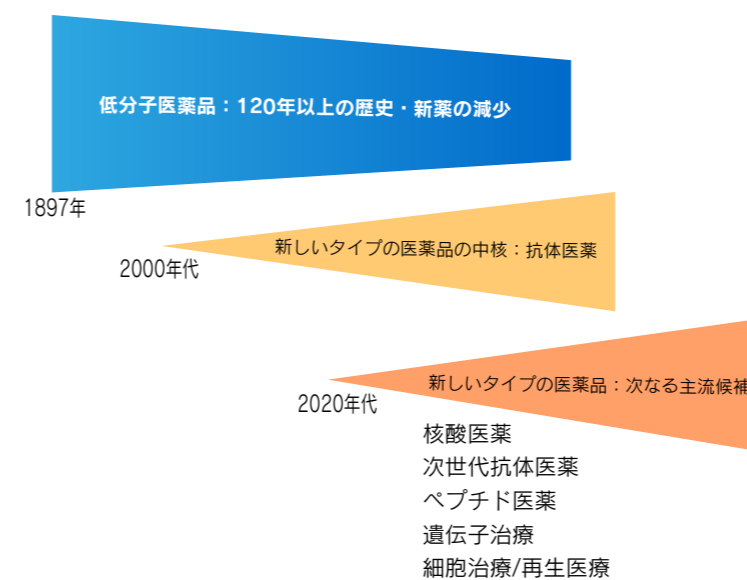 低分子医薬品：120年以上の歴史・新薬の減少
1897年
新しいタイプの医薬品の中核：抗体医薬
2000年代
新しいタイプの医薬品：次なる主流候補
2020年代
核酸医薬
次世代抗体医薬
ペプチド医薬
遺伝子治療
細胞治療/再生医療